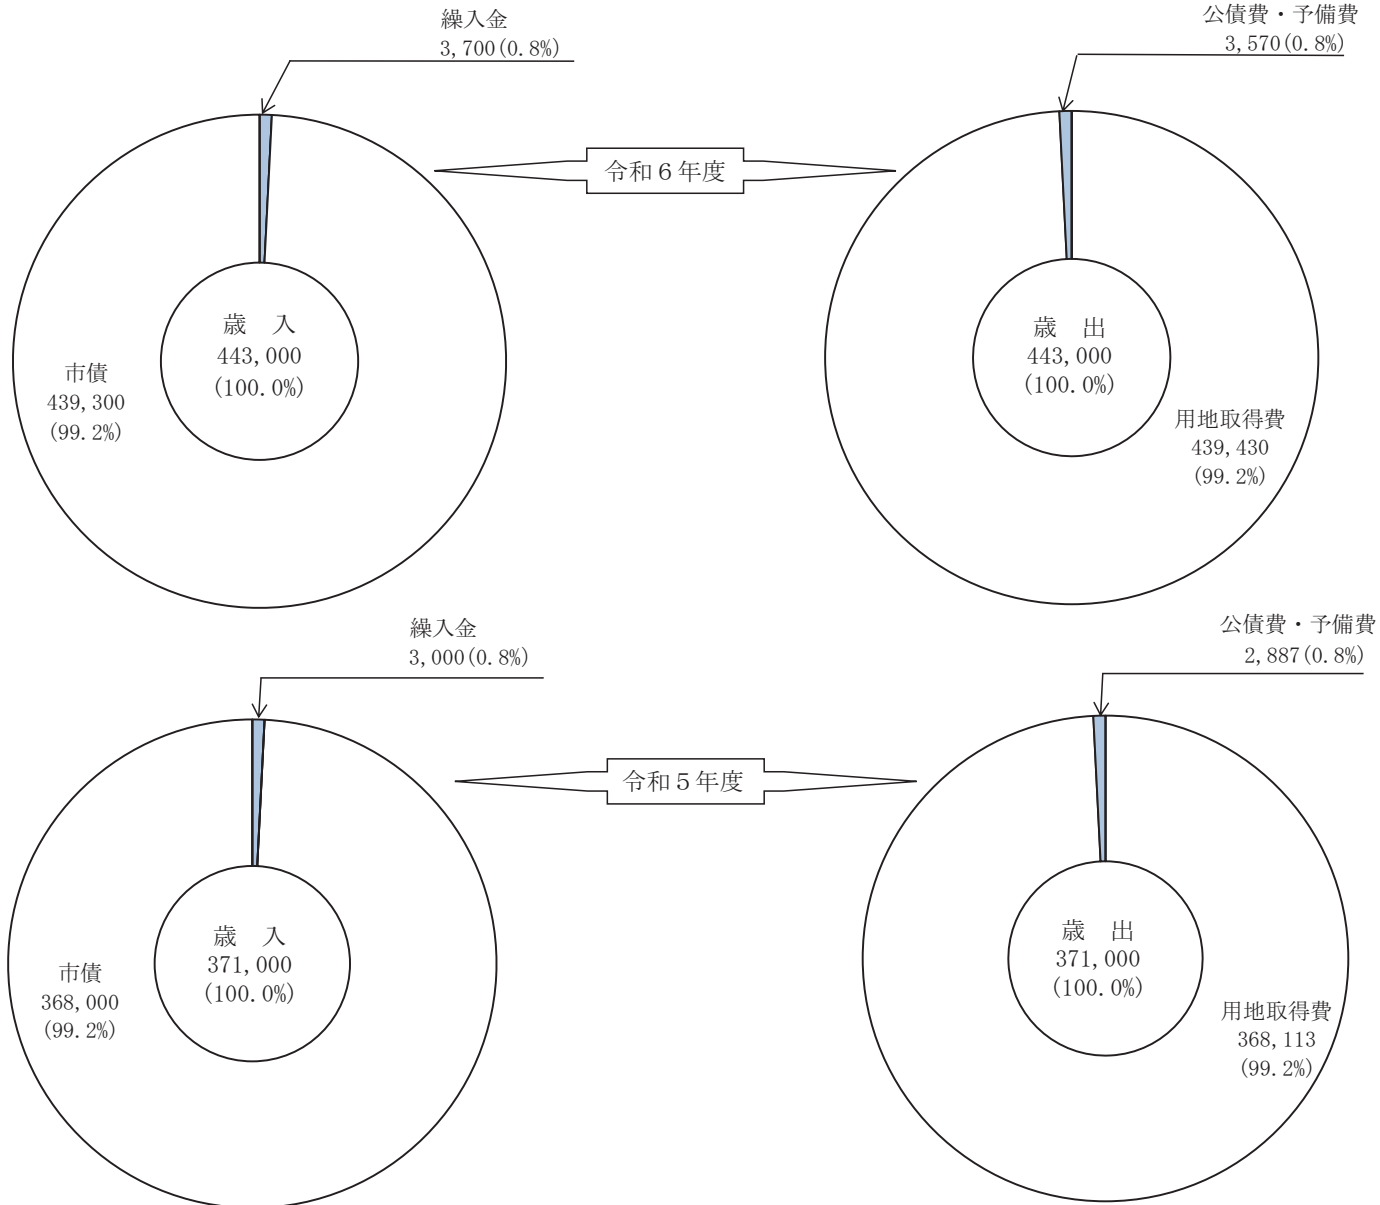 繰入金
3,700(0.8%)
公債費・予備費
3,570(0.8%)
令和６年度
歳　入
443,000
(100.0%)
市債
439,300
(99.2%)
歳　出
443,000
(100.0%)
用地取得費
439,430
(99.2%)
繰入金
3,000(0.8%)
公債費・予備費
2,887(0.8%)
令和５年度
歳　入
371,000
(100.0%)
市債
368,000
(99.2%)
歳　出
371,000
(100.0%)
用地取得費
368,113
(99.2%)